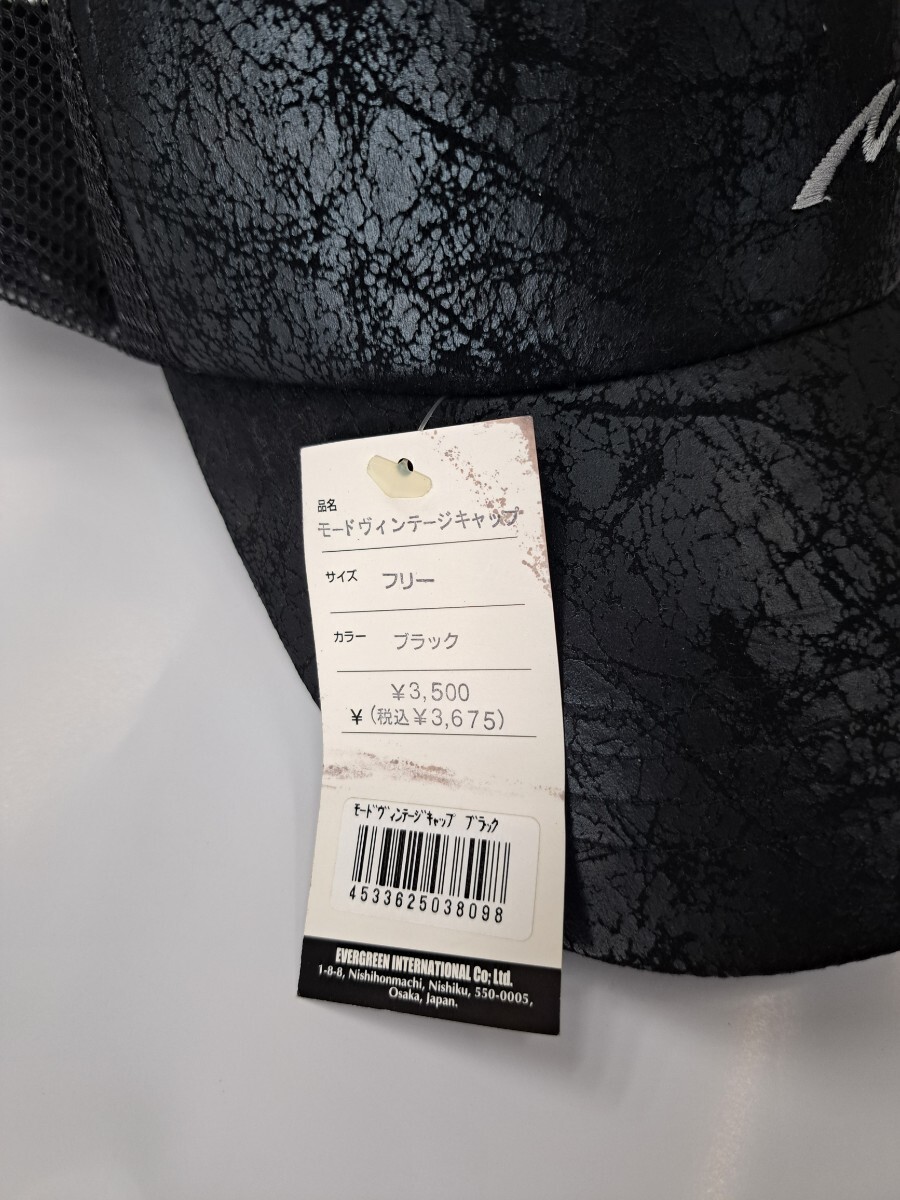 品名
モードヴィンテージキャップ
サイズ フリー
カラー ブラック
¥3,500
¥ (税込¥3,675)
ﾓｰﾄﾞｳﾞｨﾝﾃｰｼﾞｷｬｯﾌﾟ ﾌﾞﾗｯｸ
4533625038098
EVERGREEN INTERNATIONAL Co; Ltd.
1-8-8, Nishihonmachi, Nishiku, 550-0005,
Osaka, Japan.